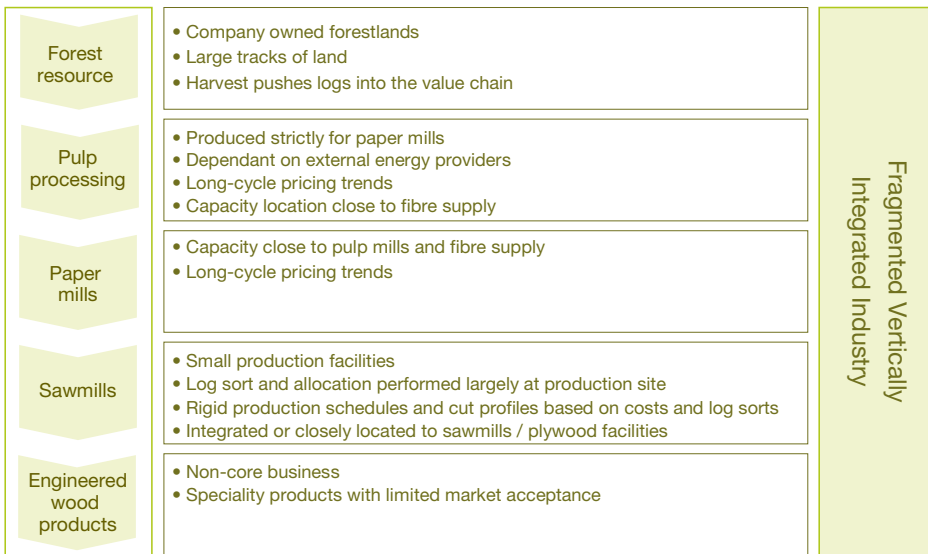 Forest
resource
• Company owned forestlands
• Large tracks of land
• Harvest pushes logs into the value chain
Pulp
processing
• Produced strictly for paper mills
• Dependant on external energy providers
• Long-cycle pricing trends
• Capacity location close to fibre supply
Paper
mills
• Capacity close to pulp mills and fibre supply
• Long-cycle pricing trends
Sawmills
• Small production facilities
• Log sort and allocation performed largely at production site
• Rigid production schedules and cut profiles based on costs and log sorts
• Integrated or closely located to sawmills / plywood facilities
Engineered
wood
products
• Non-core business
• Speciality products with limited market acceptance
Fragmented Vertically
Integrated Industry